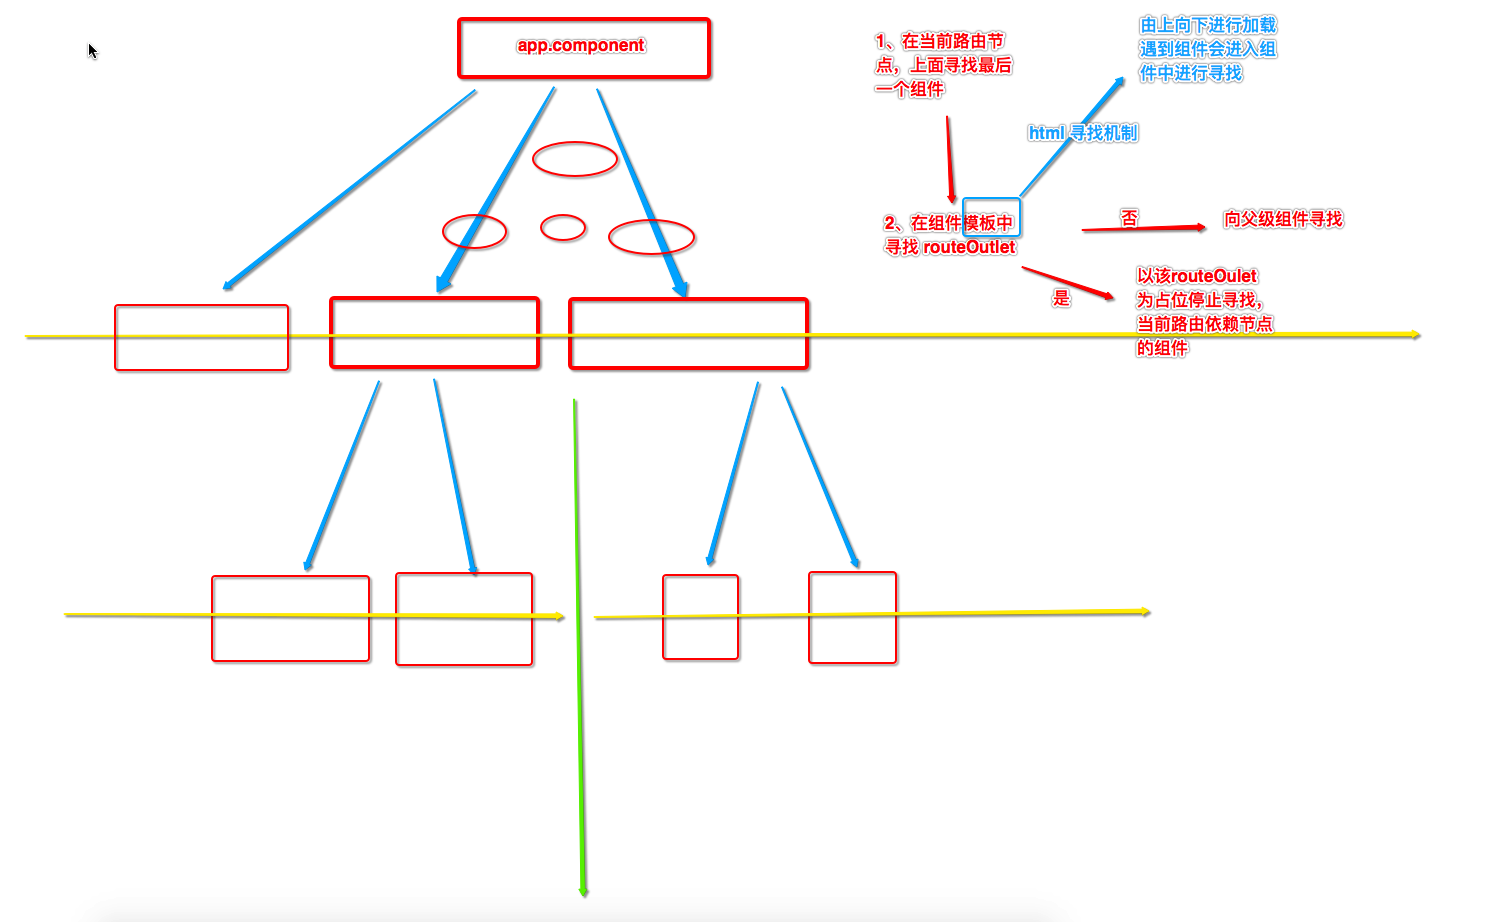 app.component
1、在当前路由节
点，上面寻找最后
一个组件
由上向下进行加载
遇到组件会进入组
件中进行寻找
html 寻找机制
2、在组件模板中
寻找 routeOutlet
否
向父级组件寻找
是
以该routeOulet
为占位停止寻找，
当前路由依赖节点
的组件